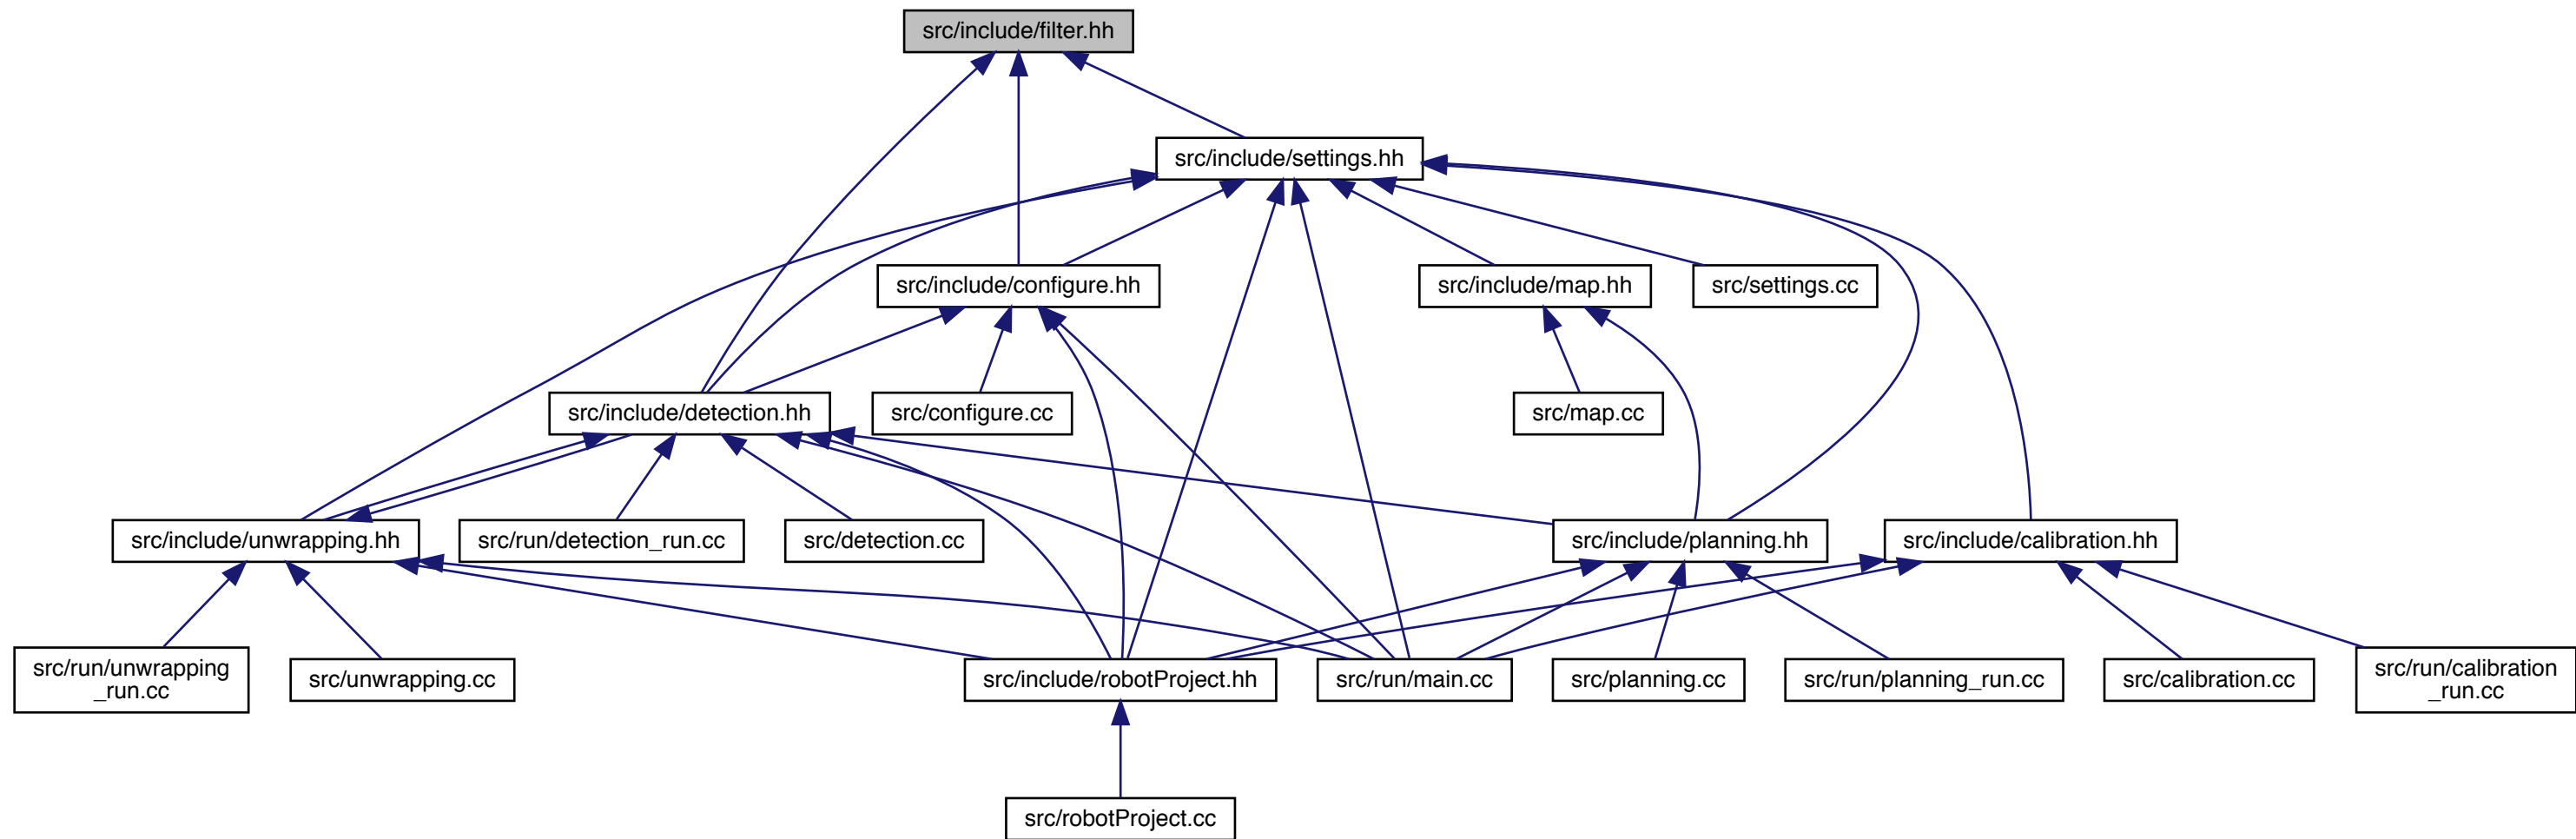 src/include/filter.hh
src/include/settings.hh
src/include/configure.hh
src/include/map.hh
src/settings.cc
src/include/detection.hh
src/configure.cc
src/map.cc
src/include/unwrapping.hh
src/run/detection_run.cc
src/detection.cc
src/include/planning.hh
src/include/calibration.hh
src/run/unwrapping
_run.cc
src/unwrapping.cc
src/include/robotProject.hh
src/run/main.cc
src/planning.cc
src/run/planning_run.cc
src/calibration.cc
src/run/calibration
_run.cc
src/robotProject.cc